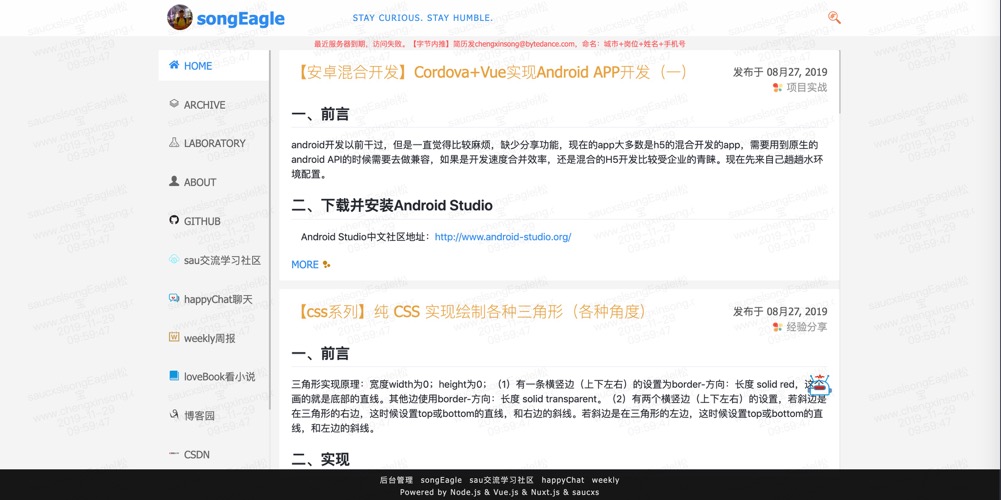 songEagle
STAY CURIOUS. STAY HUMBLE.
最近服务器到期，访问失败。【字节内推】简历发chengxinsong@bytedance.com，命名：城市+岗位+姓名+手机号
HOME
ARCHIVE
LABORATORY
ABOUT
GITHUB
sau交流学习社区
happyChat聊天
weekly周报
loveBook看小说
博客园
CSDN
【安卓混合开发】Cordova+Vue实现Android APP开发（一）
发布于 08月27, 2019
项目实战
一、前言
android开发以前干过，但是一直觉得比较麻烦，缺少分享功能，现在的app大多数是h5的混合开发的app，需要用到原生的
android API的时候需要去做兼容，如果是开发速度合并效率，还是混合的H5开发比较受企业的青睐。现在先来自己趟趟水环
境配置。
二、下载并安装Android Studio
Android Studio中文社区地址：http://www.android-studio.org/
MORE
【css系列】纯 CSS 实现绘制各种三角形（各种角度）
发布于 08月27, 2019
经验分享
一、前言
三角形实现原理：宽度width为0；height为0；（1）有一条横竖边（上下左右）的设置为border-方向：长度 solid red，这个
画的就是底部的直线。其他边使用border-方向：长度 solid transparent。（2）有两个横竖边（上下左右）的设置，若斜边是
在三角形的右边，这时候设置top或bottom的直线，和右边的斜线。若斜边是在三角形的左边，这时候设置top或bottom的直
线，和左边的斜线。
二、实现
后台管理 songEagle sau交流学习社区 happyChat weekly
Powered by Node.js & Vue.js & Nuxt.js & saucxs